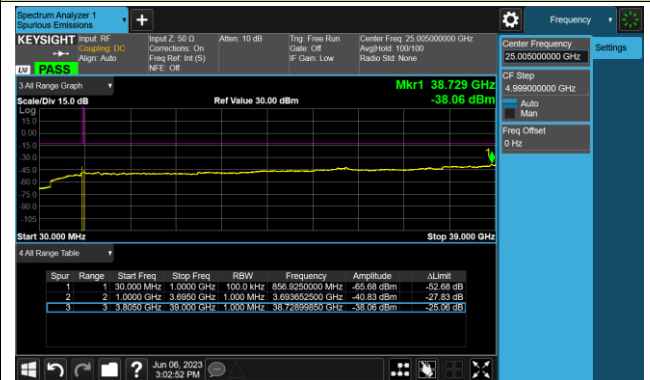 Spectrum Analyzer 1
Spurious Emissions
Frequency
KEYSIGHT
Input: RF
Coupling: DC
Align: Auto
Input Z: 50 Ω
Corrections: On
Freq Ref: Int (S)
NFE: Off
Atten: 10 dB
Trig: Free Run
Gate: Off
IF Gain: Low
Center Freq: 25.005000000 GHz
Avg|Hold: 100/100
Radio Std: None
LXI PASS
Center Frequency
25.005000000 GHz
Settings
CF Step
4.999000000 GHz
Auto
Man
Freq Offset
0 Hz
3 All Range Graph
Mkr1 38.729 GHz
Scale/Div 15.0 dB
Ref Value 30.00 dBm
-38.06 dBm
Log
15.0
0.00
-15.0
-30.0
-45.0
-60.0
-75.0
-90.0
-105
1
Start 30.000 MHz
Stop 39.000 GHz
4 All Range Table
Spur Range Start Freq Stop Freq RBW Frequency Amplitude ΔLimit
1 1 30.000 MHz 1.0000 GHz 100.0 kHz 856.9250000 MHz -65.68 dBm -52.68 dB
2 2 1.0000 GHz 3.6950 GHz 1.000 MHz 3.693652500 GHz -40.83 dBm -27.83 dB
3 3 3.8050 GHz 39.000 GHz 1.000 MHz 38.72899850 GHz -38.06 dBm -25.06 dB
?
Jun 06, 2023
3:02:52 PM